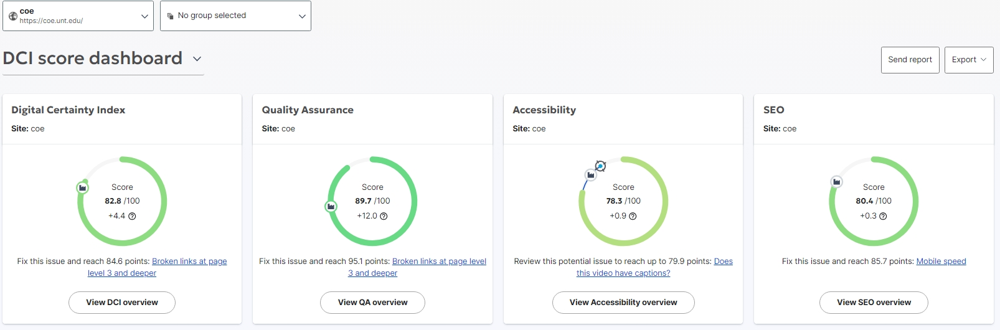 coe
https://coe.unt.edu/
No group selected
DCI score dashboard
Send report
Export
Digital Certainty Index
Site: coe
Score
82.8 /100
+4.4
Fix this issue and reach 84.6 points: Broken links at page
level 3 and deeper
View DCI overview
Quality Assurance
Site: coe
Score
89.7 /100
+12.0
Fix this issue and reach 95.1 points: Broken links at page level
3 and deeper
View QA overview
Accessibility
Site: coe
Score
78.3 /100
+0.9
Review this potential issue to reach up to 79.9 points: Does
this video have captions?
View Accessibility overview
SEO
Site: coe
Score
80.4 /100
+0.3
Fix this issue and reach 85.7 points: Mobile speed
View SEO overview